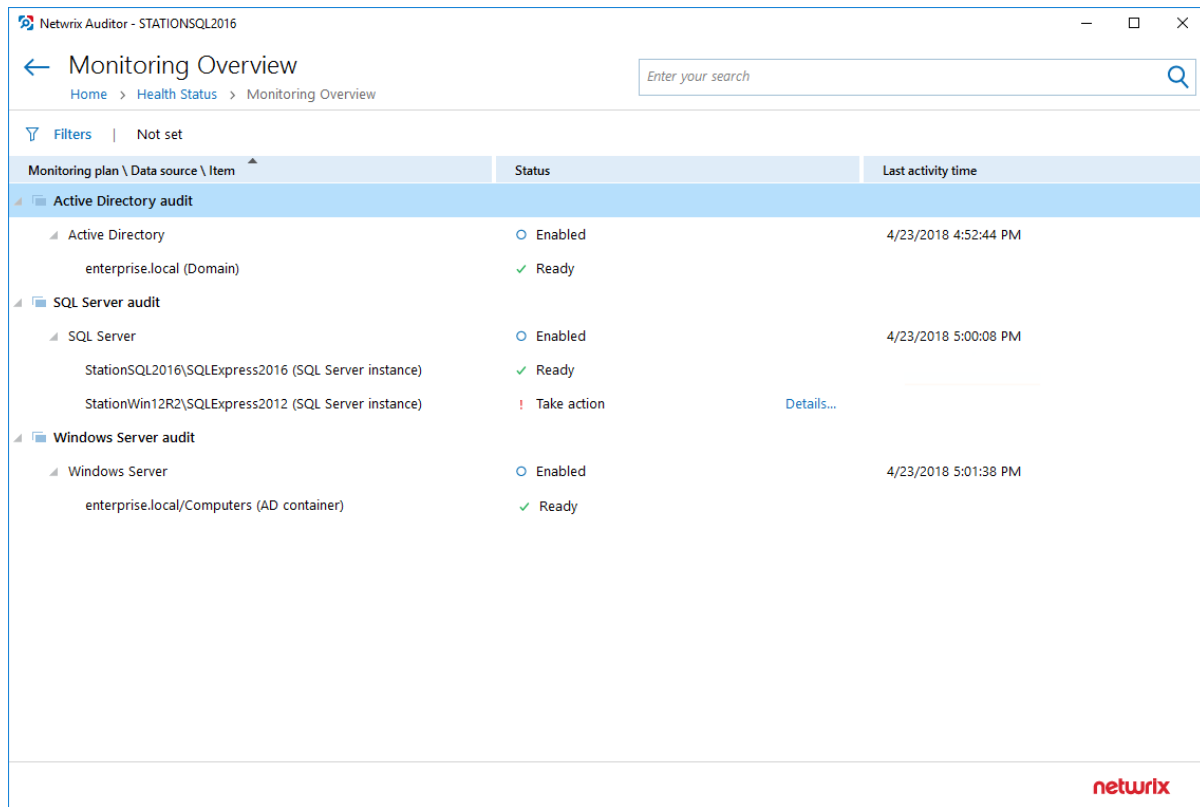 Netwrix Auditor - STATIONSQL2016
Monitoring Overview
Home > Health Status > Monitoring Overview
Enter your search
Filters | Not set
Monitoring plan \ Data source \ Item Status Last activity time
Active Directory audit
Active Directory Enabled 4/23/2018 4:52:44 PM
enterprise.local (Domain) Ready
SQL Server audit
SQL Server Enabled 4/23/2018 5:00:08 PM
StationSQL2016\SQLExpress2016 (SQL Server instance) Ready
StationWin12R2\SQLExpress2012 (SQL Server instance) ! Take action Details...
Windows Server audit
Windows Server Enabled 4/23/2018 5:01:38 PM
enterprise.local/Computers (AD container) Ready
netwrix